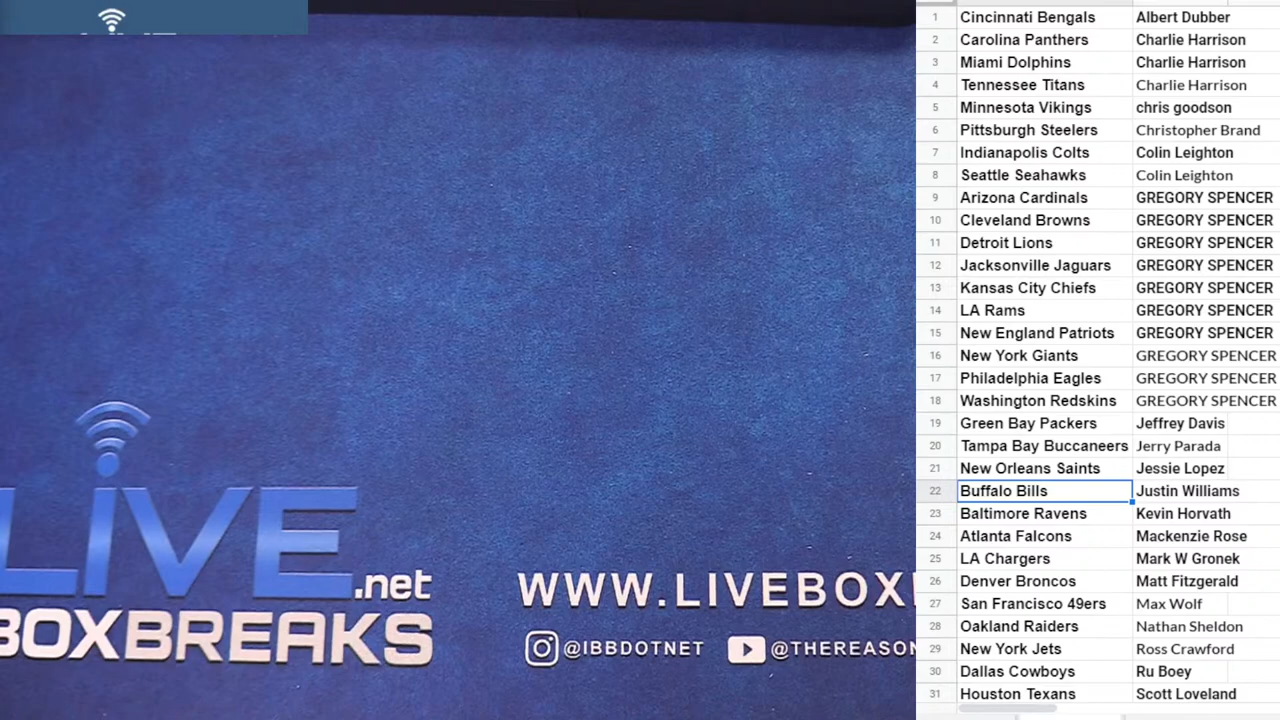 LIVE.net
BOXBREAKS
WWW.LIVEBOX
@IBBDOTNET
@THEREASON
1 Cincinnati Bengals Albert Dubber
2 Carolina Panthers Charlie Harrison
3 Miami Dolphins Charlie Harrison
4 Tennessee Titans Charlie Harrison
5 Minnesota Vikings chris goodson
6 Pittsburgh Steelers Christopher Brand
7 Indianapolis Colts Colin Leighton
8 Seattle Seahawks Colin Leighton
9 Arizona Cardinals GREGORY SPENCER
10 Cleveland Browns GREGORY SPENCER
11 Detroit Lions GREGORY SPENCER
12 Jacksonville Jaguars GREGORY SPENCER
13 Kansas City Chiefs GREGORY SPENCER
14 LA Rams GREGORY SPENCER
15 New England Patriots GREGORY SPENCER
16 New York Giants GREGORY SPENCER
17 Philadelphia Eagles GREGORY SPENCER
18 Washington Redskins GREGORY SPENCER
19 Green Bay Packers Jeffrey Davis
20 Tampa Bay Buccaneers Jerry Parada
21 New Orleans Saints Jessie Lopez
22 Buffalo Bills Justin Williams
23 Baltimore Ravens Kevin Horvath
24 Atlanta Falcons Mackenzie Rose
25 LA Chargers Mark W Gronek
26 Denver Broncos Matt Fitzgerald
27 San Francisco 49ers Max Wolf
28 Oakland Raiders Nathan Sheldon
29 New York Jets Ross Crawford
30 Dallas Cowboys Ru Boey
31 Houston Texans Scott Loveland